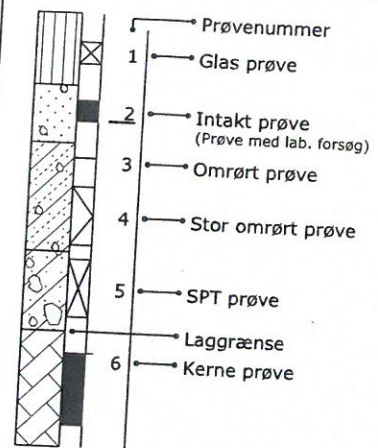 Prøvenummer
1 Glas prøve
2 Intakt prøve
(Prøve med lab. forsøg)
3 Omrørt prøve
4 Stor omrørt prøve
5 SPT prøve
Laggrænse
6 Kerne prøve